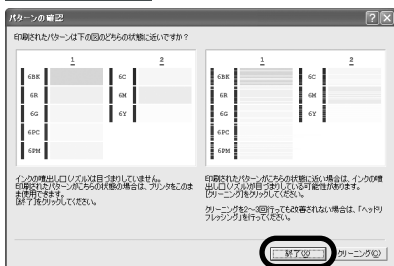 パターンの確認
印刷されたパターンは下の図のどちらの状態に近いですか?
1 2
6BK 6C
6R 6M
6G 6Y
6PC
6PM
1 2
6BK 6C
6R 6M
6G 6Y
6PC
6PM
インクの噴出し口(ノズル)は目づまりしていません。
印刷されたパターンがこちらの状態の場合は、プリンタをこのま
ま使用できます。
[終了]をクリックしてください。
印刷されたパターンがこちらの状態に近い場合は、インクの噴
出し口(ノズル)が目づまりしている可能性があります。
[クリーニング]をクリックしてください。
クリーニングを2~3回行っても改善されない場合は、「ヘッドリ
フレッシング」を行ってください。
終了(Q) クリーニング(C)